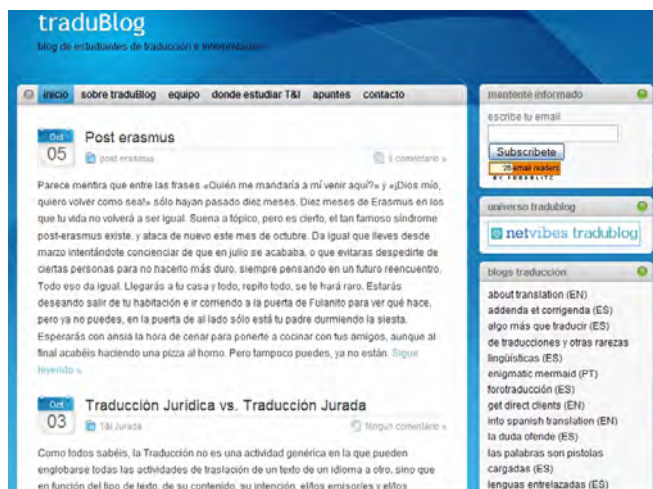 traduBlog
blog de estudiantes de traducción e interpretación
inicio sobre traduBlog equipo donde estudiar T&I apuntes contacto
Oct
05
Post erasmus
post erasmus
1 comentario »
Parece mentira que entre las frases «Quién me mandaría a mí venir aquí?» y «¡Dios mío,
quiero volver como sea!» sólo hayan pasado diez meses. Diez meses de Erasmus en los
que tu vida no volverá a ser igual. Suena a tópico, pero es cierto, el tan famoso síndrome
post-erasmus existe, y ataca de nuevo este mes de octubre. Da igual que lleves desde
marzo intentándote concienciar de que en julio se acababa, o que evitaras despedirte de
ciertas personas para no hacerlo más duro, siempre pensando en un futuro reencuentro.
Todo eso da igual. Llegarás a tu casa y todo, repito todo, se te hará raro. Estarás
deseando salir de tu habitación e ir corriendo a la puerta de Fulanito para ver qué hace,
pero ya no puedes, en la puerta de al lado sólo está tu padre durmiendo la siesta.
Esperarás con ansia la hora de cenar para ponerte a cocinar con tus amigos, aunque al
final acabéis haciendo una pizza al horno. Pero tampoco puedes, ya no están. Sigue
leyendo »
Oct
03
Traducción Jurídica vs. Traducción Jurada
T&I Jurada
Ningun comentario »
Como todos sabéis, la Traducción no es una actividad genérica en la que pueden
englobarse todas las actividades de traslación de un texto de un idioma a otro, sino que
en función del tipo de texto, de su contenido, su intención, el/los emisor/es y el/los
mantente informado
escribe tu email
Subscribete
26 email readers
BY FEEDBLITZ
universo tradublog
netvibes tradublog
blogs traducción
about translation (EN)
addenda et corrigenda (ES)
algo más que traducir (ES)
de traducciones y otras rarezas
lingüísticas (ES)
enigmatic mermaid (PT)
forotraducción (ES)
get direct clients (EN)
into spanish translation (EN)
la duda ofende (ES)
las palabras son pistolas
cargadas (ES)
lenguas entrelazadas (ES)